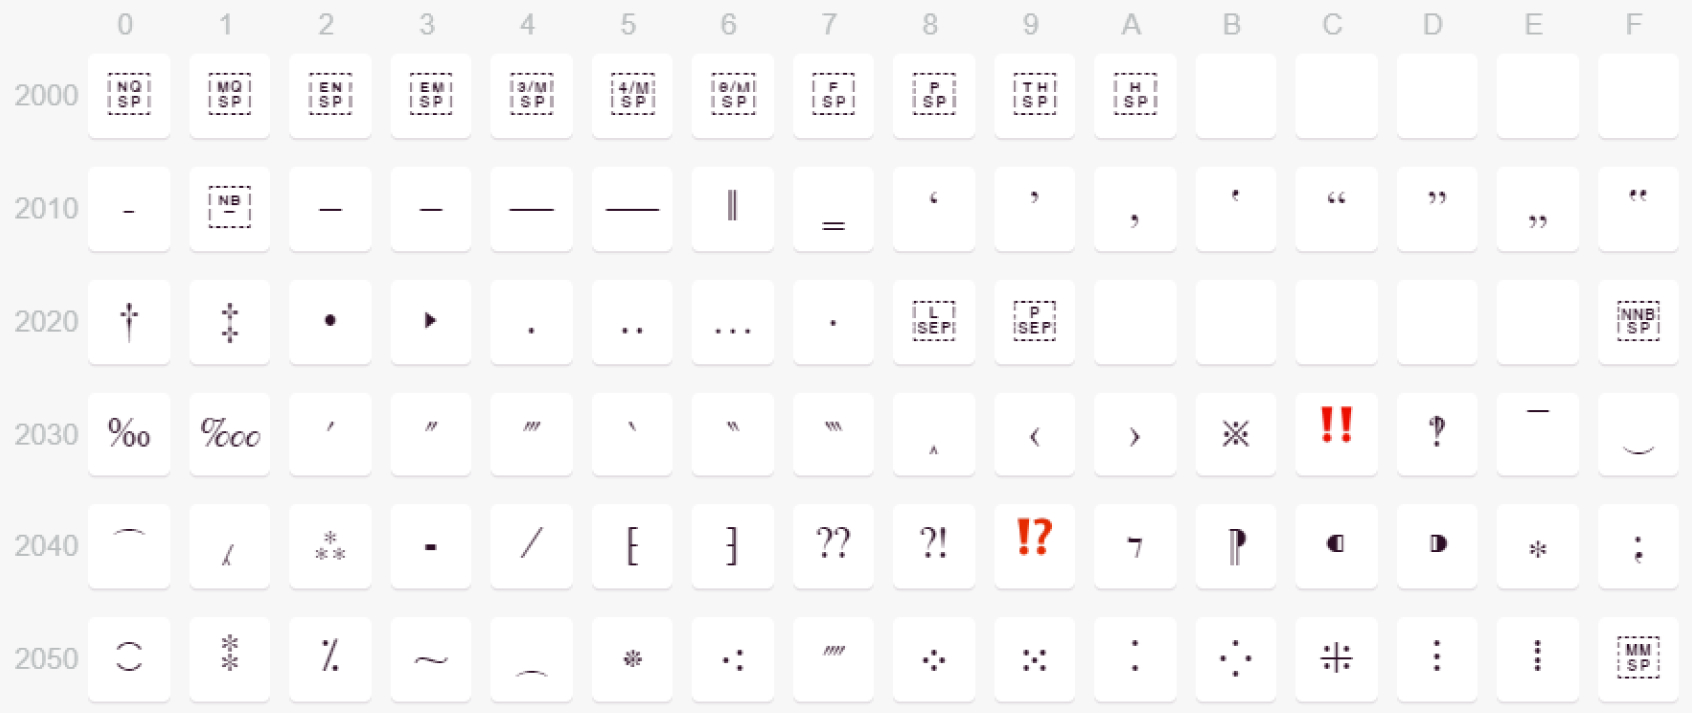 0 1 2 3 4 5 6 7 8 9 A B C D E F
2000 NQ SP MQ SP EN SP EM SP 3/M SP 4/M SP 6/M SP F SP P SP TH SP H SP
2010 ‐ NB ‑ ‒ – — ― ‖ ‗ ‘ ’ ‚ ‛ “ ” „ ‟
2020 † ‡ • ‣ ․ ‥ … ‧ L SEP P SEP NNB SP
2030 ‰ ‱ ′ ″ ‴ ‵ ‶ ‷ ‸ ‹ › ※ ‼ ‽ ‾ ‿
2040 ⁀ ⁁ ⁂ ⁃ ⁄ ⁅ ⁆ ⁇ ⁈ ⁉ ⁊ ⁋ ⁌ ⁍ ⁎ ⁏
2050 ⁐ ⁑ ⁒ ⁓ ⁔ ⁕ ⁖ ⁗ ⁘ ⁙ ⁚ ⁛ ⁜ ⁝ ⁞ MM SP